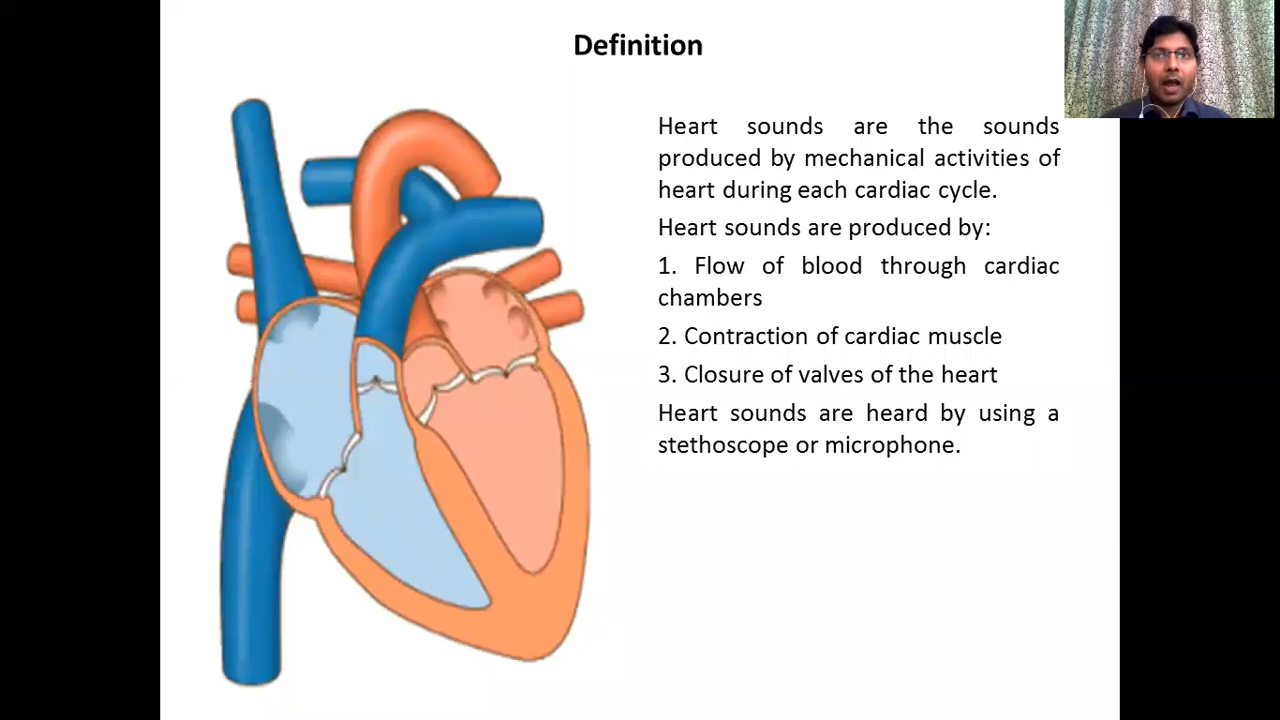 Definition
Heart sounds are the sounds
produced by mechanical activities of
heart during each cardiac cycle.
Heart sounds are produced by:
1. Flow of blood through cardiac
chambers
2. Contraction of cardiac muscle
3. Closure of valves of the heart
Heart sounds are heard by using a
stethoscope or microphone.